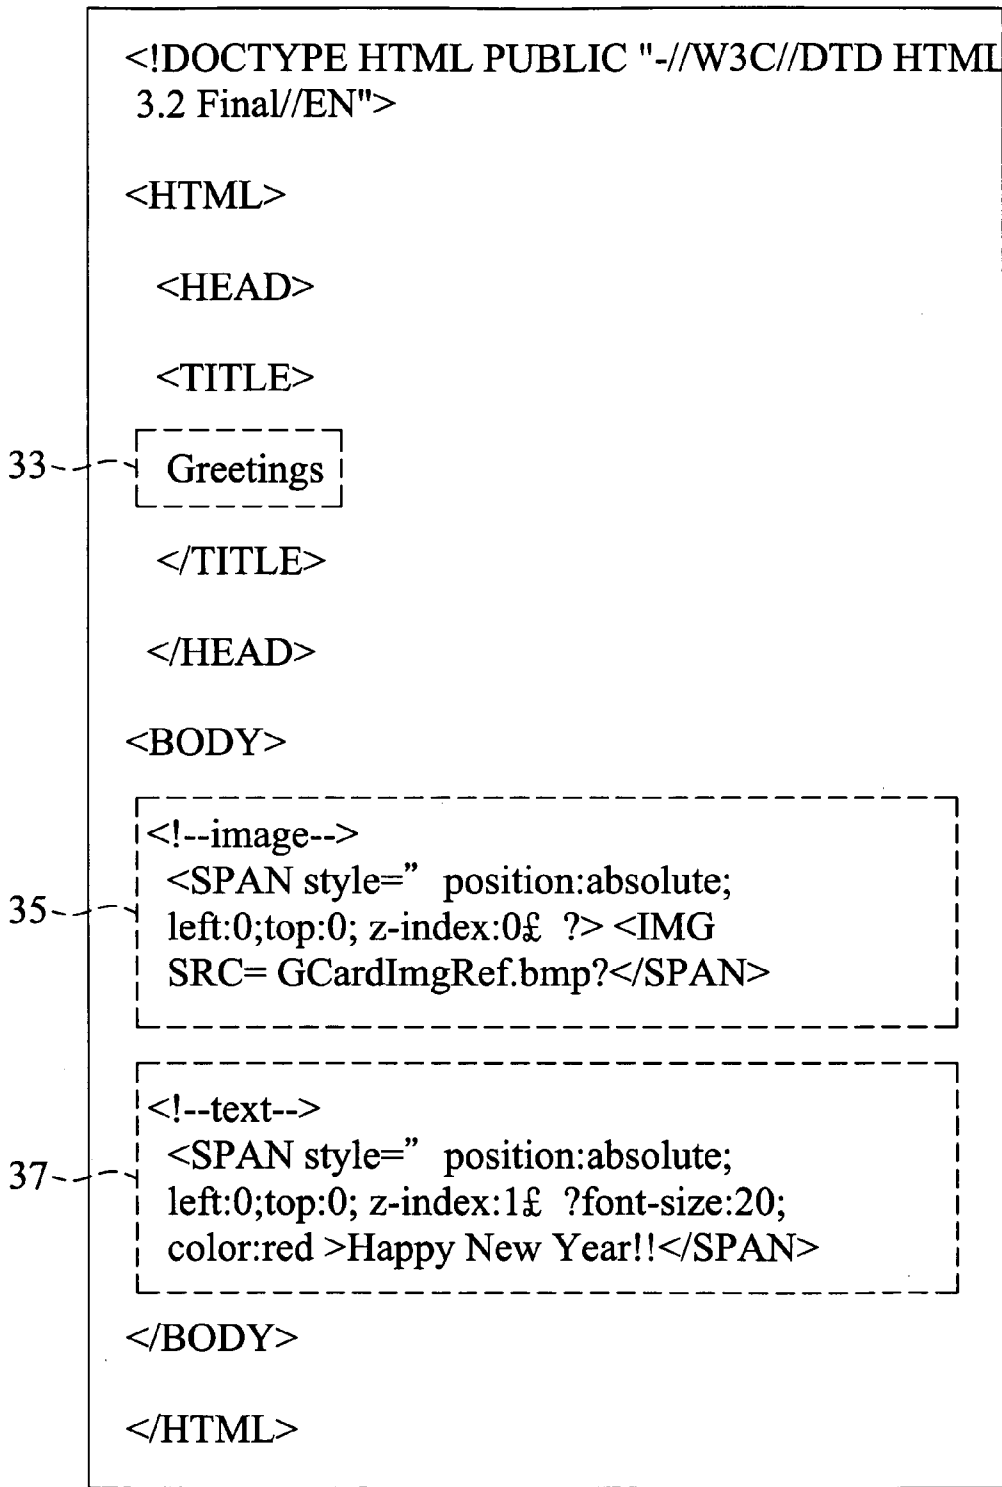 <!DOCTYPE HTML PUBLIC "-//W3C//DTD HTML
3.2 Final//EN">
<HTML>
<HEAD>
<TITLE>
33 Greetings
</TITLE>
</HEAD>
<BODY>
<!--image-->
<SPAN style=” position:absolute;
35 left:0;top:0; z-index:0£ ?> <IMG
SRC= GCardImgRef.bmp?</SPAN>
<!--text-->
<SPAN style=” position:absolute;
37 left:0;top:0; z-index:1£ ?font-size:20;
color:red >Happy New Year!!</SPAN>
</BODY>
</HTML>